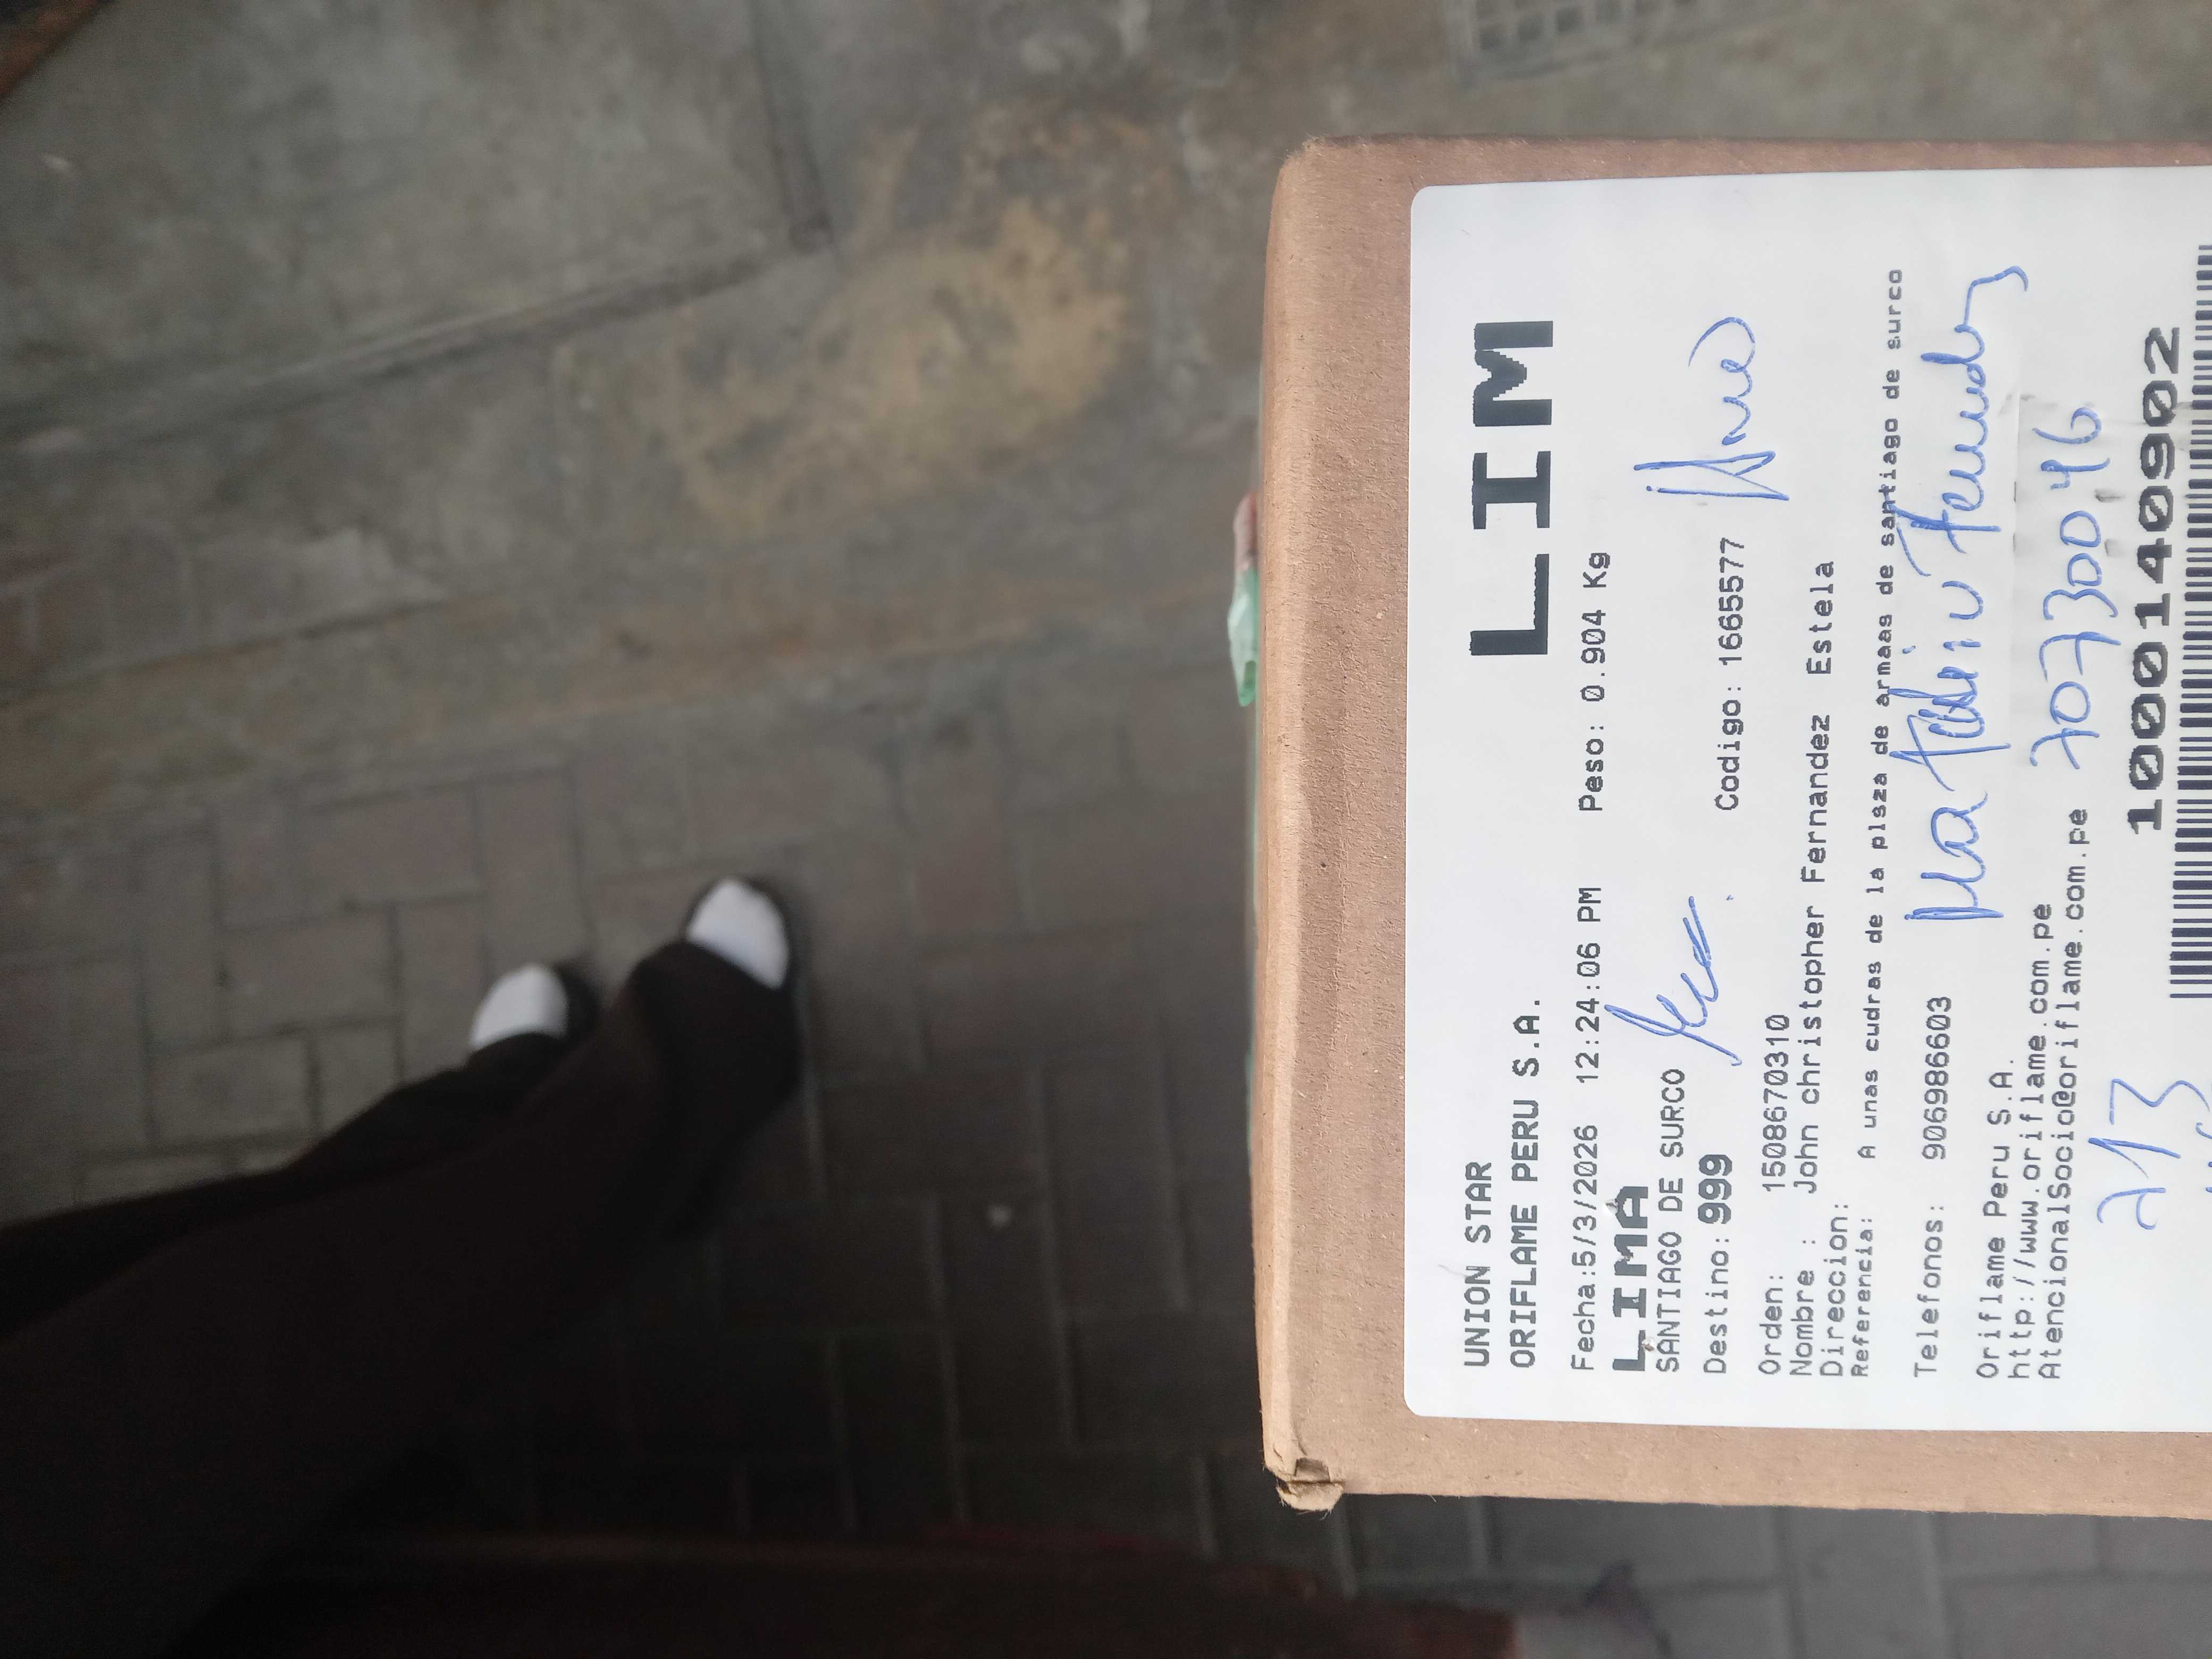 UNION STAR
ORIFLAME PERU S.A.
LIM
Fecha:5/3/2026 12:24:06 PM Peso: 0.904 Kg
LIMA
SANTIAGO DE SURCO
Destino: 999 Codigo: 1665577
Orden: 15086670310
Nombre : John christopher Fernandez Estela
Direccion:
Referencia: A unas cudras de la plsza de armaas de santiago de surco
Telefonos: 906986603
Oriflame Peru S.A.
http://www.oriflame.com.pe
AtencionalSocio@oriflame.com.pe
70730046
1000140902